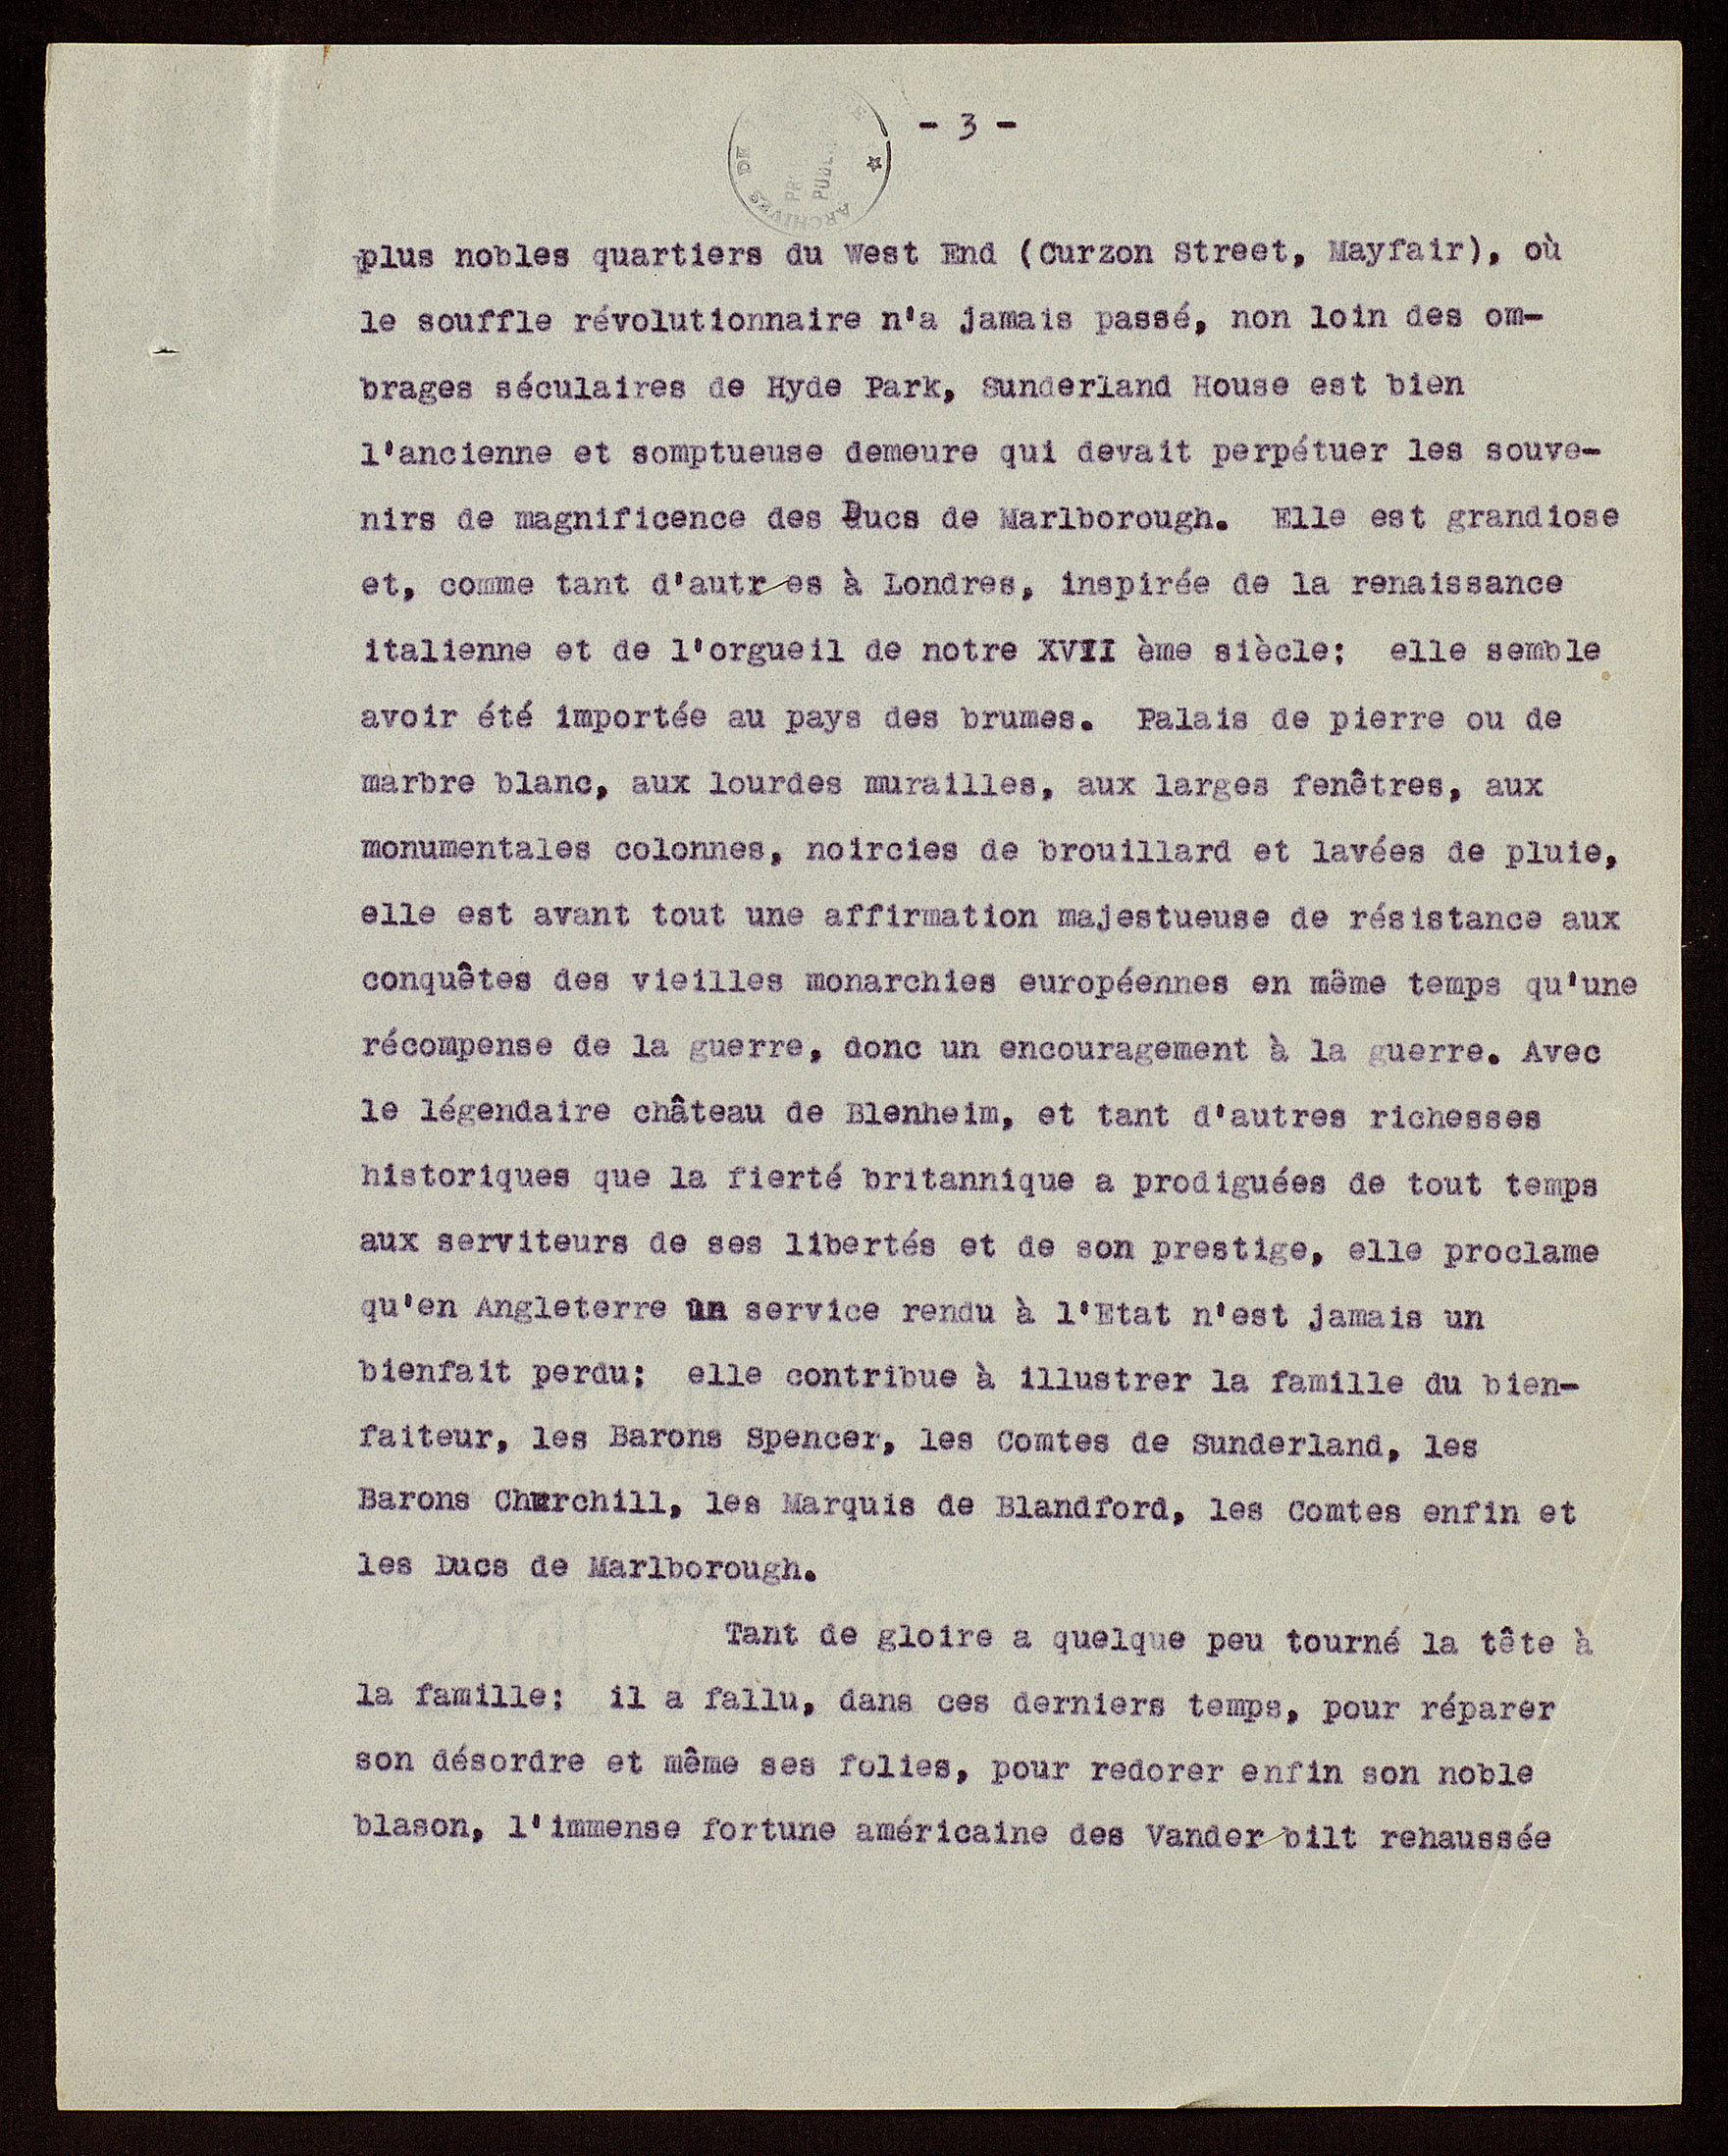 - 3 -
ARCHIVES DE
plus nobles quartiers du West End (Curzon Street, Mayfair), où
le souffle révolutionnaire n'a jamais passé, non loin des om-
brages séculaires de Hyde Park, Sunderland House est bien
l'ancienne et somptueuse demeure qui devait perpétuer les souve-
nirs de magnificence des Ducs de Marlborough. Elle est grandiose
et, comme tant d'autres à Londres, inspirée de la renaissance
italienne et de l'orgueil de notre XVII ème siècle; elle semble
avoir été importée au pays des brumes. Palais de pierre ou de
marbre blanc, aux lourdes murailles, aux larges fenêtres, aux
monumentales colonnes, noircies de brouillard et lavées de pluie,
elle est avant tout une affirmation majestueuse de résistance aux
conquêtes des vieilles monarchies européennes en même temps qu'une
récompense de la guerre, donc un encouragement à la guerre. Avec
le légendaire château de Blenheim, et tant d'autres richesses
historiques que la fierté britannique a prodiguées de tout temps
aux serviteurs de ses libertés et de son prestige, elle proclame
qu'en Angleterre un service rendu à l'Etat n'est jamais un
bienfait perdu; elle contribue à illustrer la famille du bien-
faiteur, les Barons Spencer, les Comtes de Sunderland, les
Barons Churchill, les Marquis de Blandford, les Comtes enfin et
les Ducs de Marlborough.
Tant de gloire a quelque peu tourné la tête à
la famille; il a fallu, dans ces derniers temps, pour réparer
son désordre et même ses folies, pour redorer enfin son noble
blason, l'immense fortune américaine des Vanderbilt rehaussée